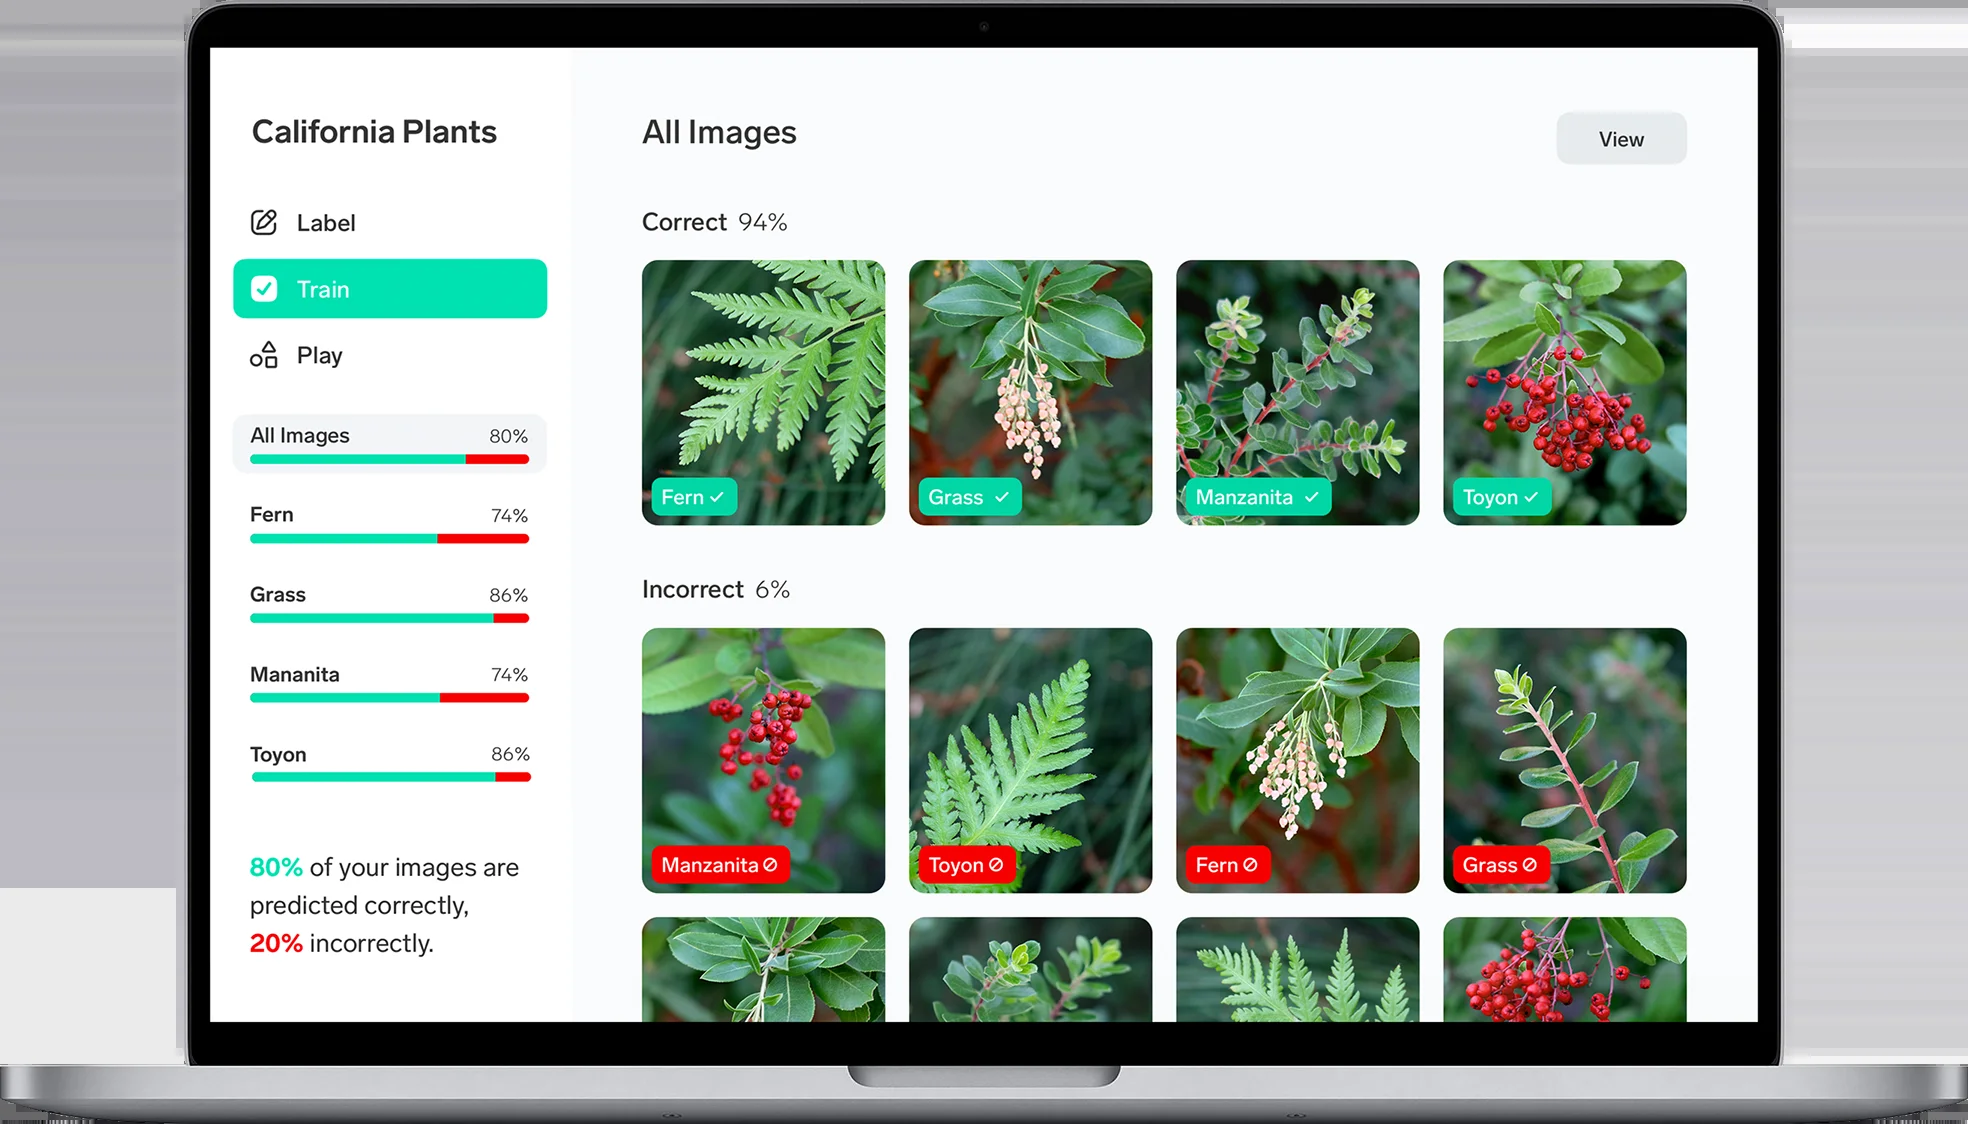 California Plants
Label
Train
Play
All Images 80%
Fern 74%
Grass 86%
Mananita 74%
Toyon 86%
80% of your images are
predicted correctly,
20% incorrectly.
All Images
View
Correct 94%
Fern
Grass
Manzanita
Toyon
Incorrect 6%
Manzanita
Toyon
Fern
Grass